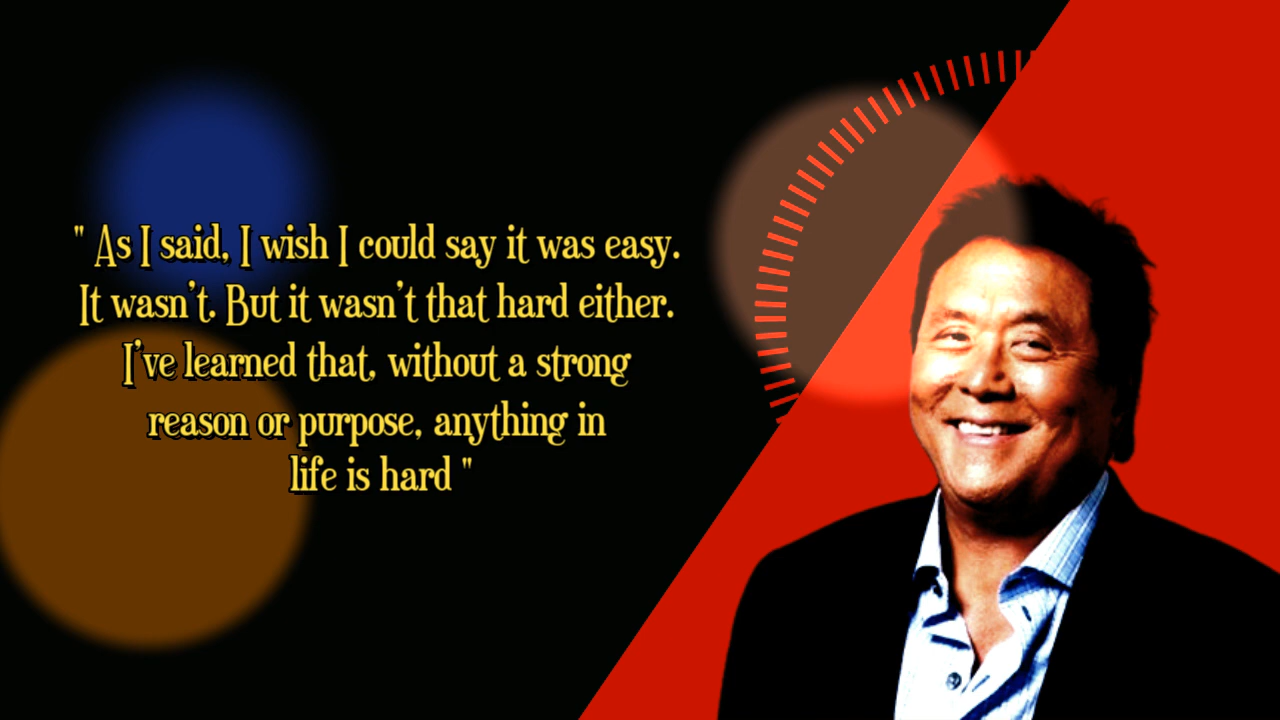 " As I said, I wish I could say it was easy.
It wasn't. But it wasn't that hard either.
I've learned that, without a strong
reason or purpose, anything in
life is hard "